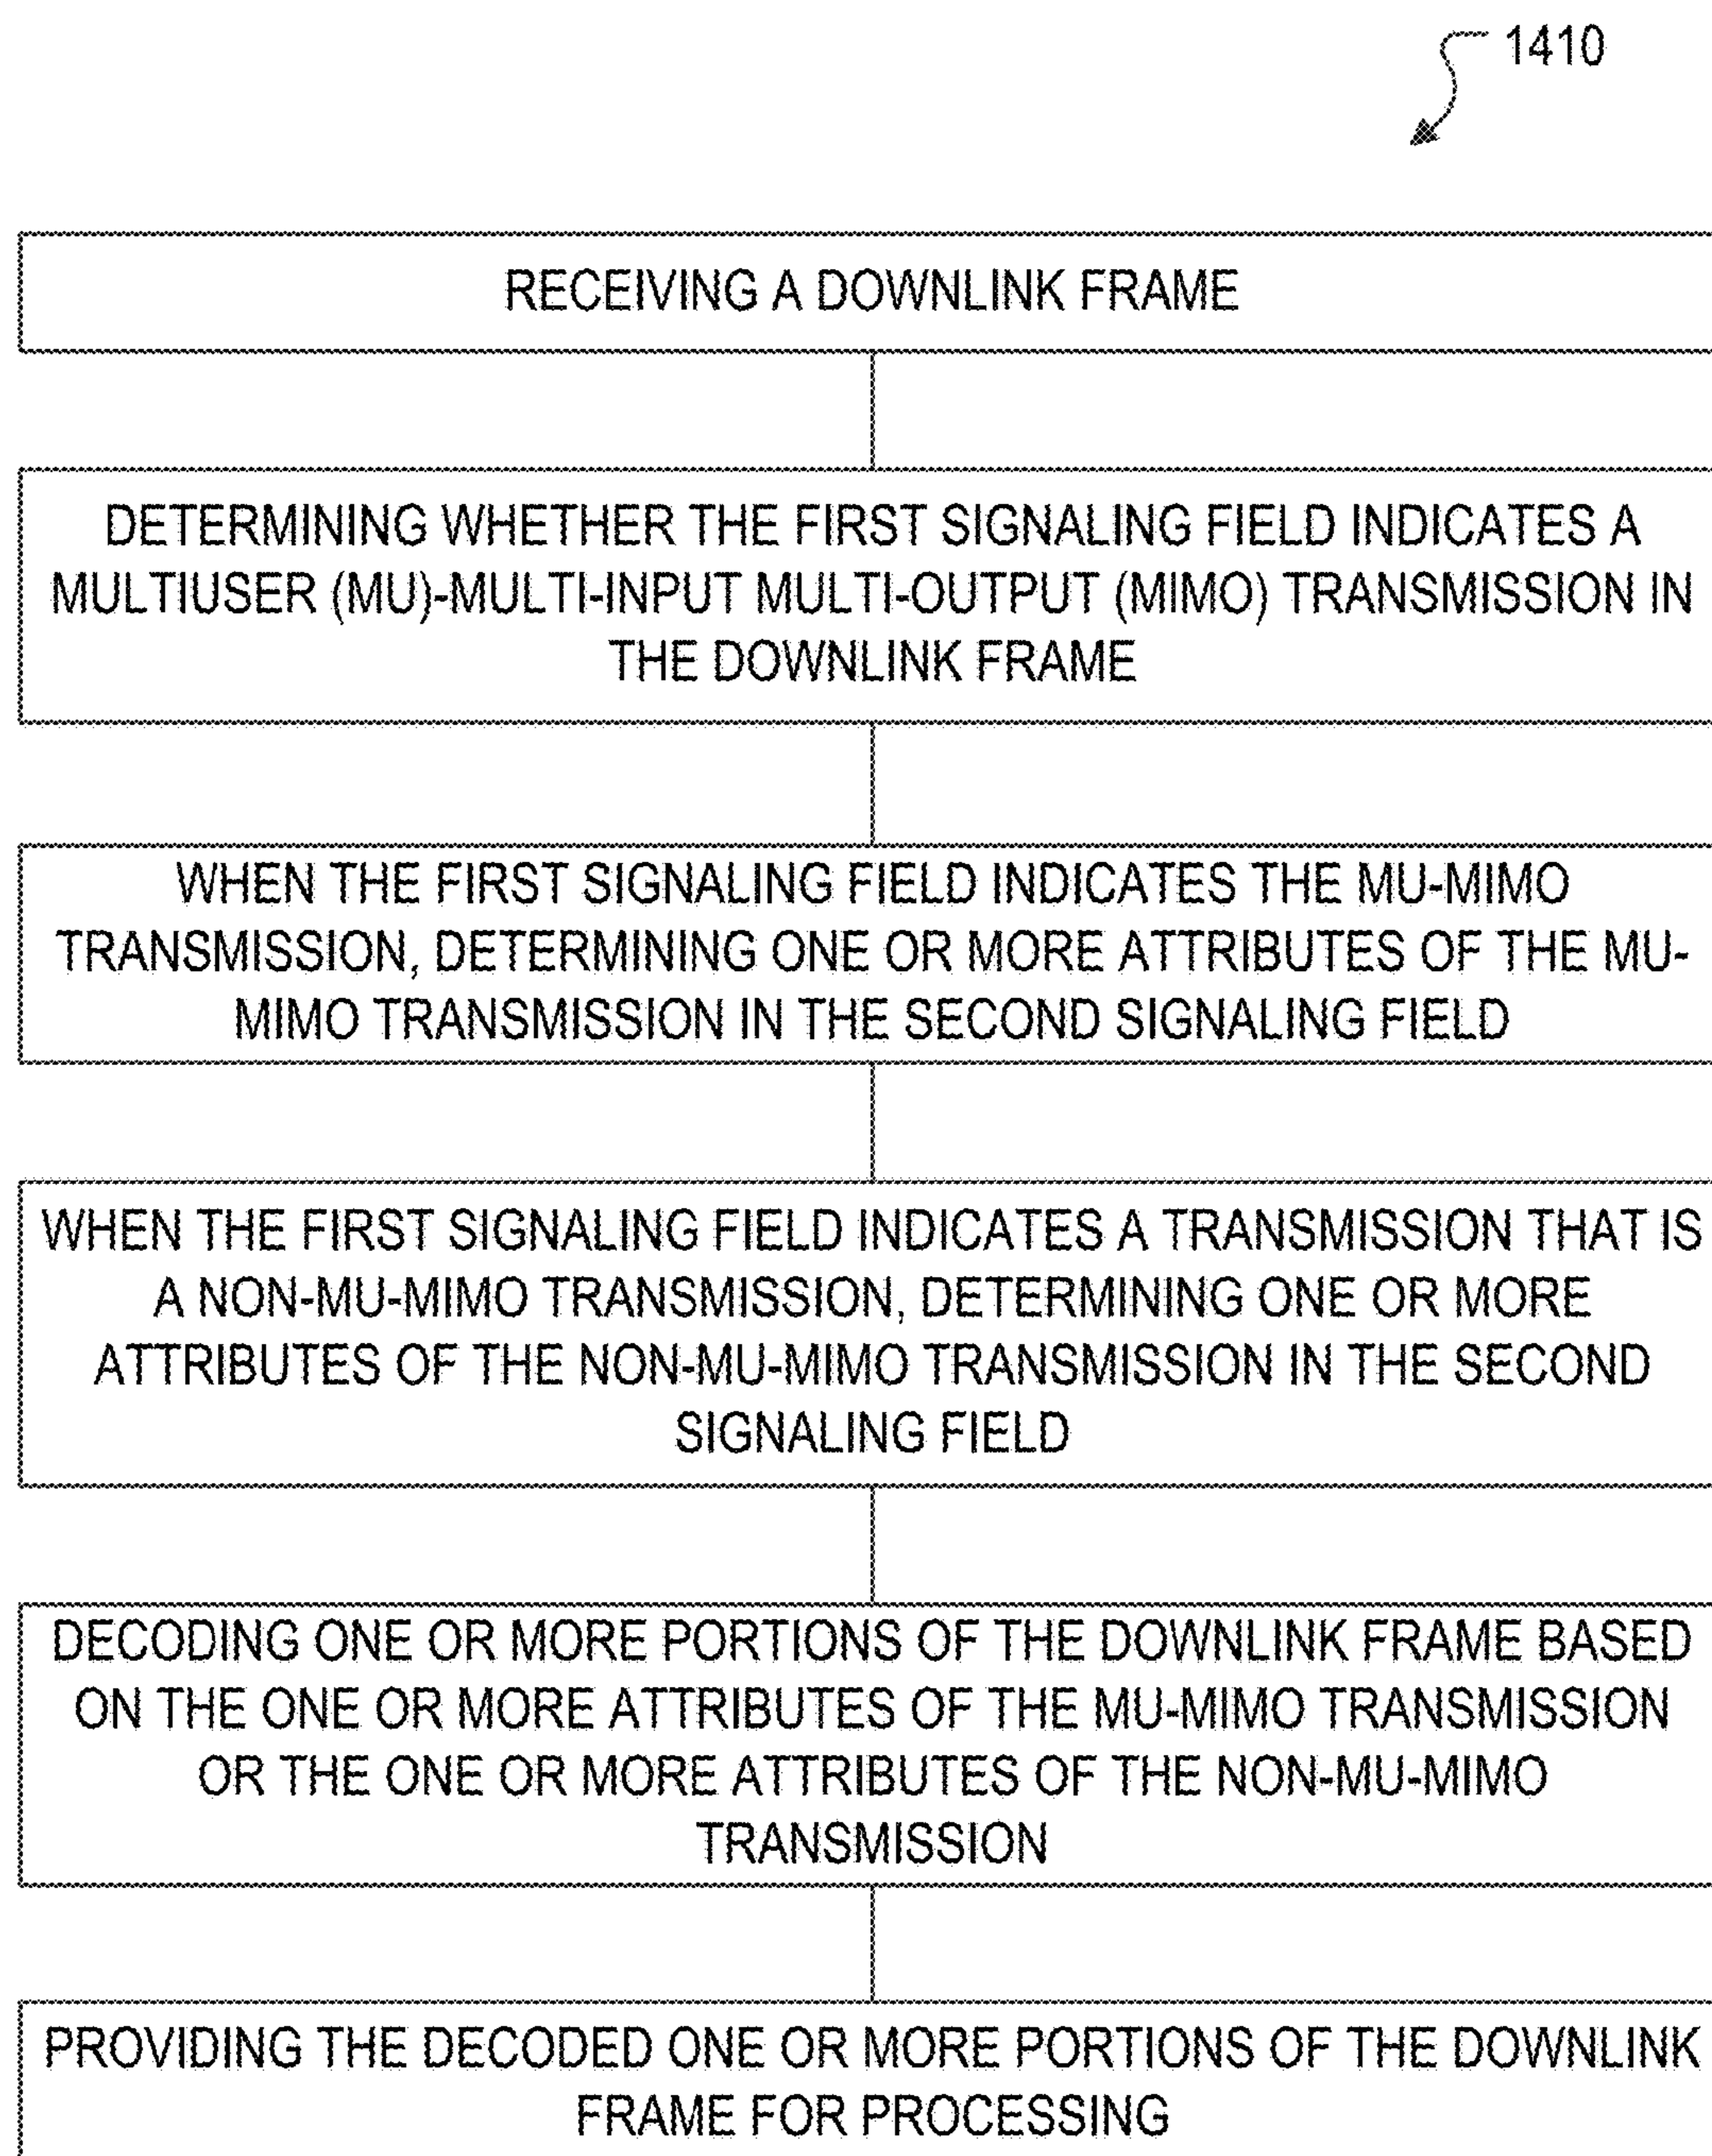 1410
RECEIVING A DOWNLINK FRAME
DETERMINING WHETHER THE FIRST SIGNALING FIELD INDICATES A
MULTIUSER (MU)-MULTI-INPUT MULTI-OUTPUT (MIMO) TRANSMISSION IN
THE DOWNLINK FRAME
WHEN THE FIRST SIGNALING FIELD INDICATES THE MU-MIMO
TRANSMISSION, DETERMINING ONE OR MORE ATTRIBUTES OF THE MU-
MIMO TRANSMISSION IN THE SECOND SIGNALING FIELD
WHEN THE FIRST SIGNALING FIELD INDICATES A TRANSMISSION THAT IS
A NON-MU-MIMO TRANSMISSION, DETERMINING ONE OR MORE
ATTRIBUTES OF THE NON-MU-MIMO TRANSMISSION IN THE SECOND
SIGNALING FIELD
DECODING ONE OR MORE PORTIONS OF THE DOWNLINK FRAME BASED
ON THE ONE OR MORE ATTRIBUTES OF THE MU-MIMO TRANSMISSION
OR THE ONE OR MORE ATTRIBUTES OF THE NON-MU-MIMO
TRANSMISSION
PROVIDING THE DECODED ONE OR MORE PORTIONS OF THE DOWNLINK
FRAME FOR PROCESSING